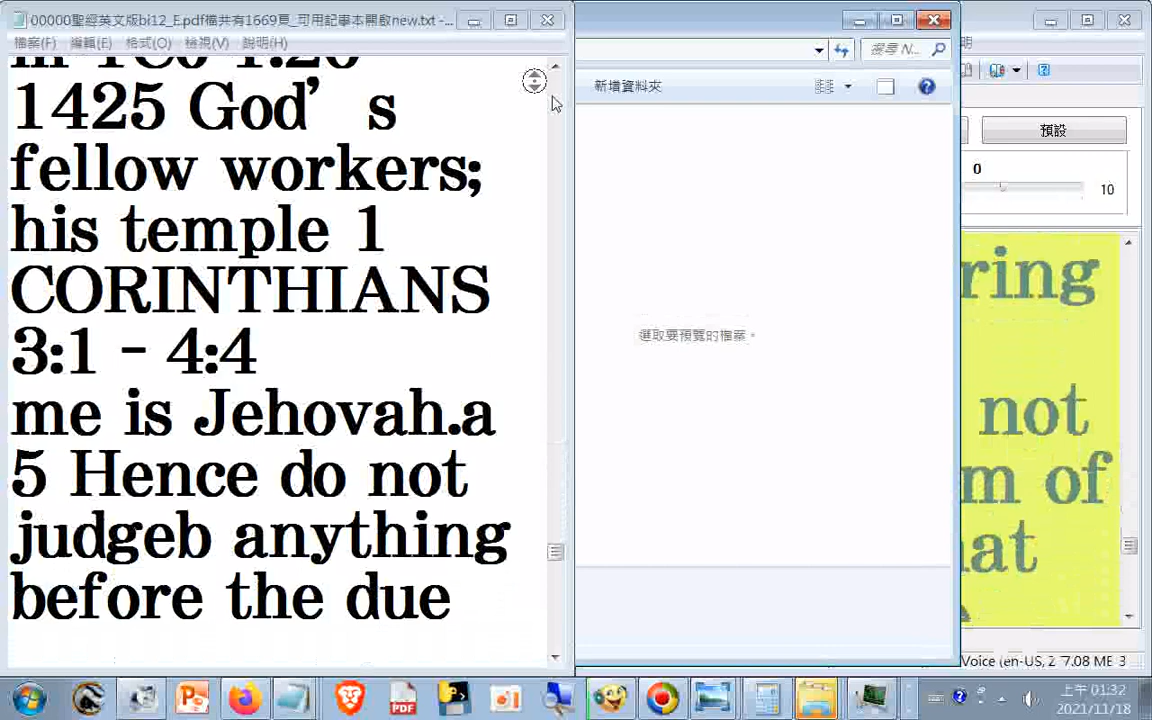 00000聖經英文版bi12_E.pdf檔共有1669頁_可用記事本開啟new.txt -...
檔案(F) 編輯(E) 格式(O) 檢視(V) 說明(H)
1425 God's
fellow workers;
his temple 1
CORINTHIANS
3:1 - 4:4
me is Jehovah.a
5 Hence do not
judgeb anything
before the due
搜尋 N...
新增資料夾
選取要預覽的檔案。
明
預設
0
10
ring
not
m of
Voice (en-US, 2 7.08 ME 3
上午 01:32
2021/11/18